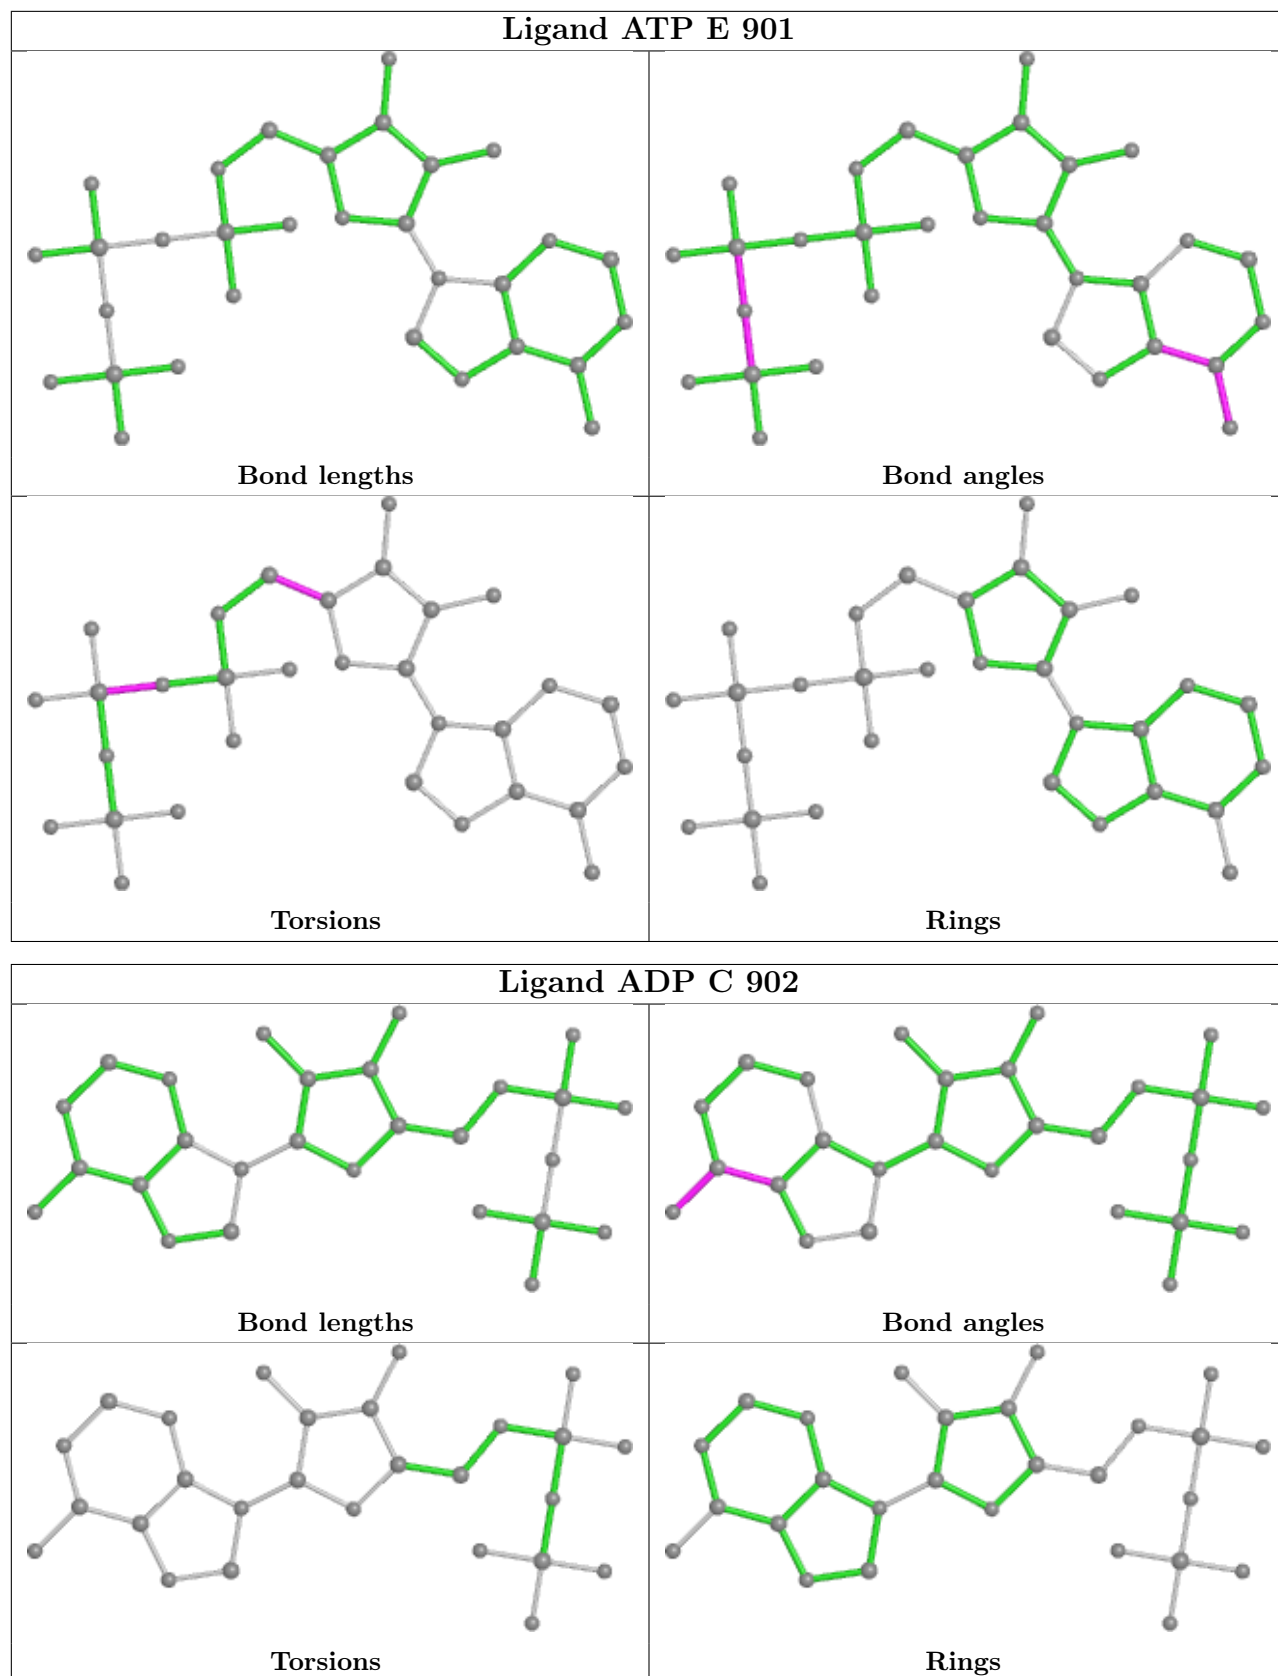 Ligand ATP E 901
Bond lengths
Bond angles
Torsions
Rings
Ligand ADP C 902
Bond lengths
Bond angles
Torsions
Rings